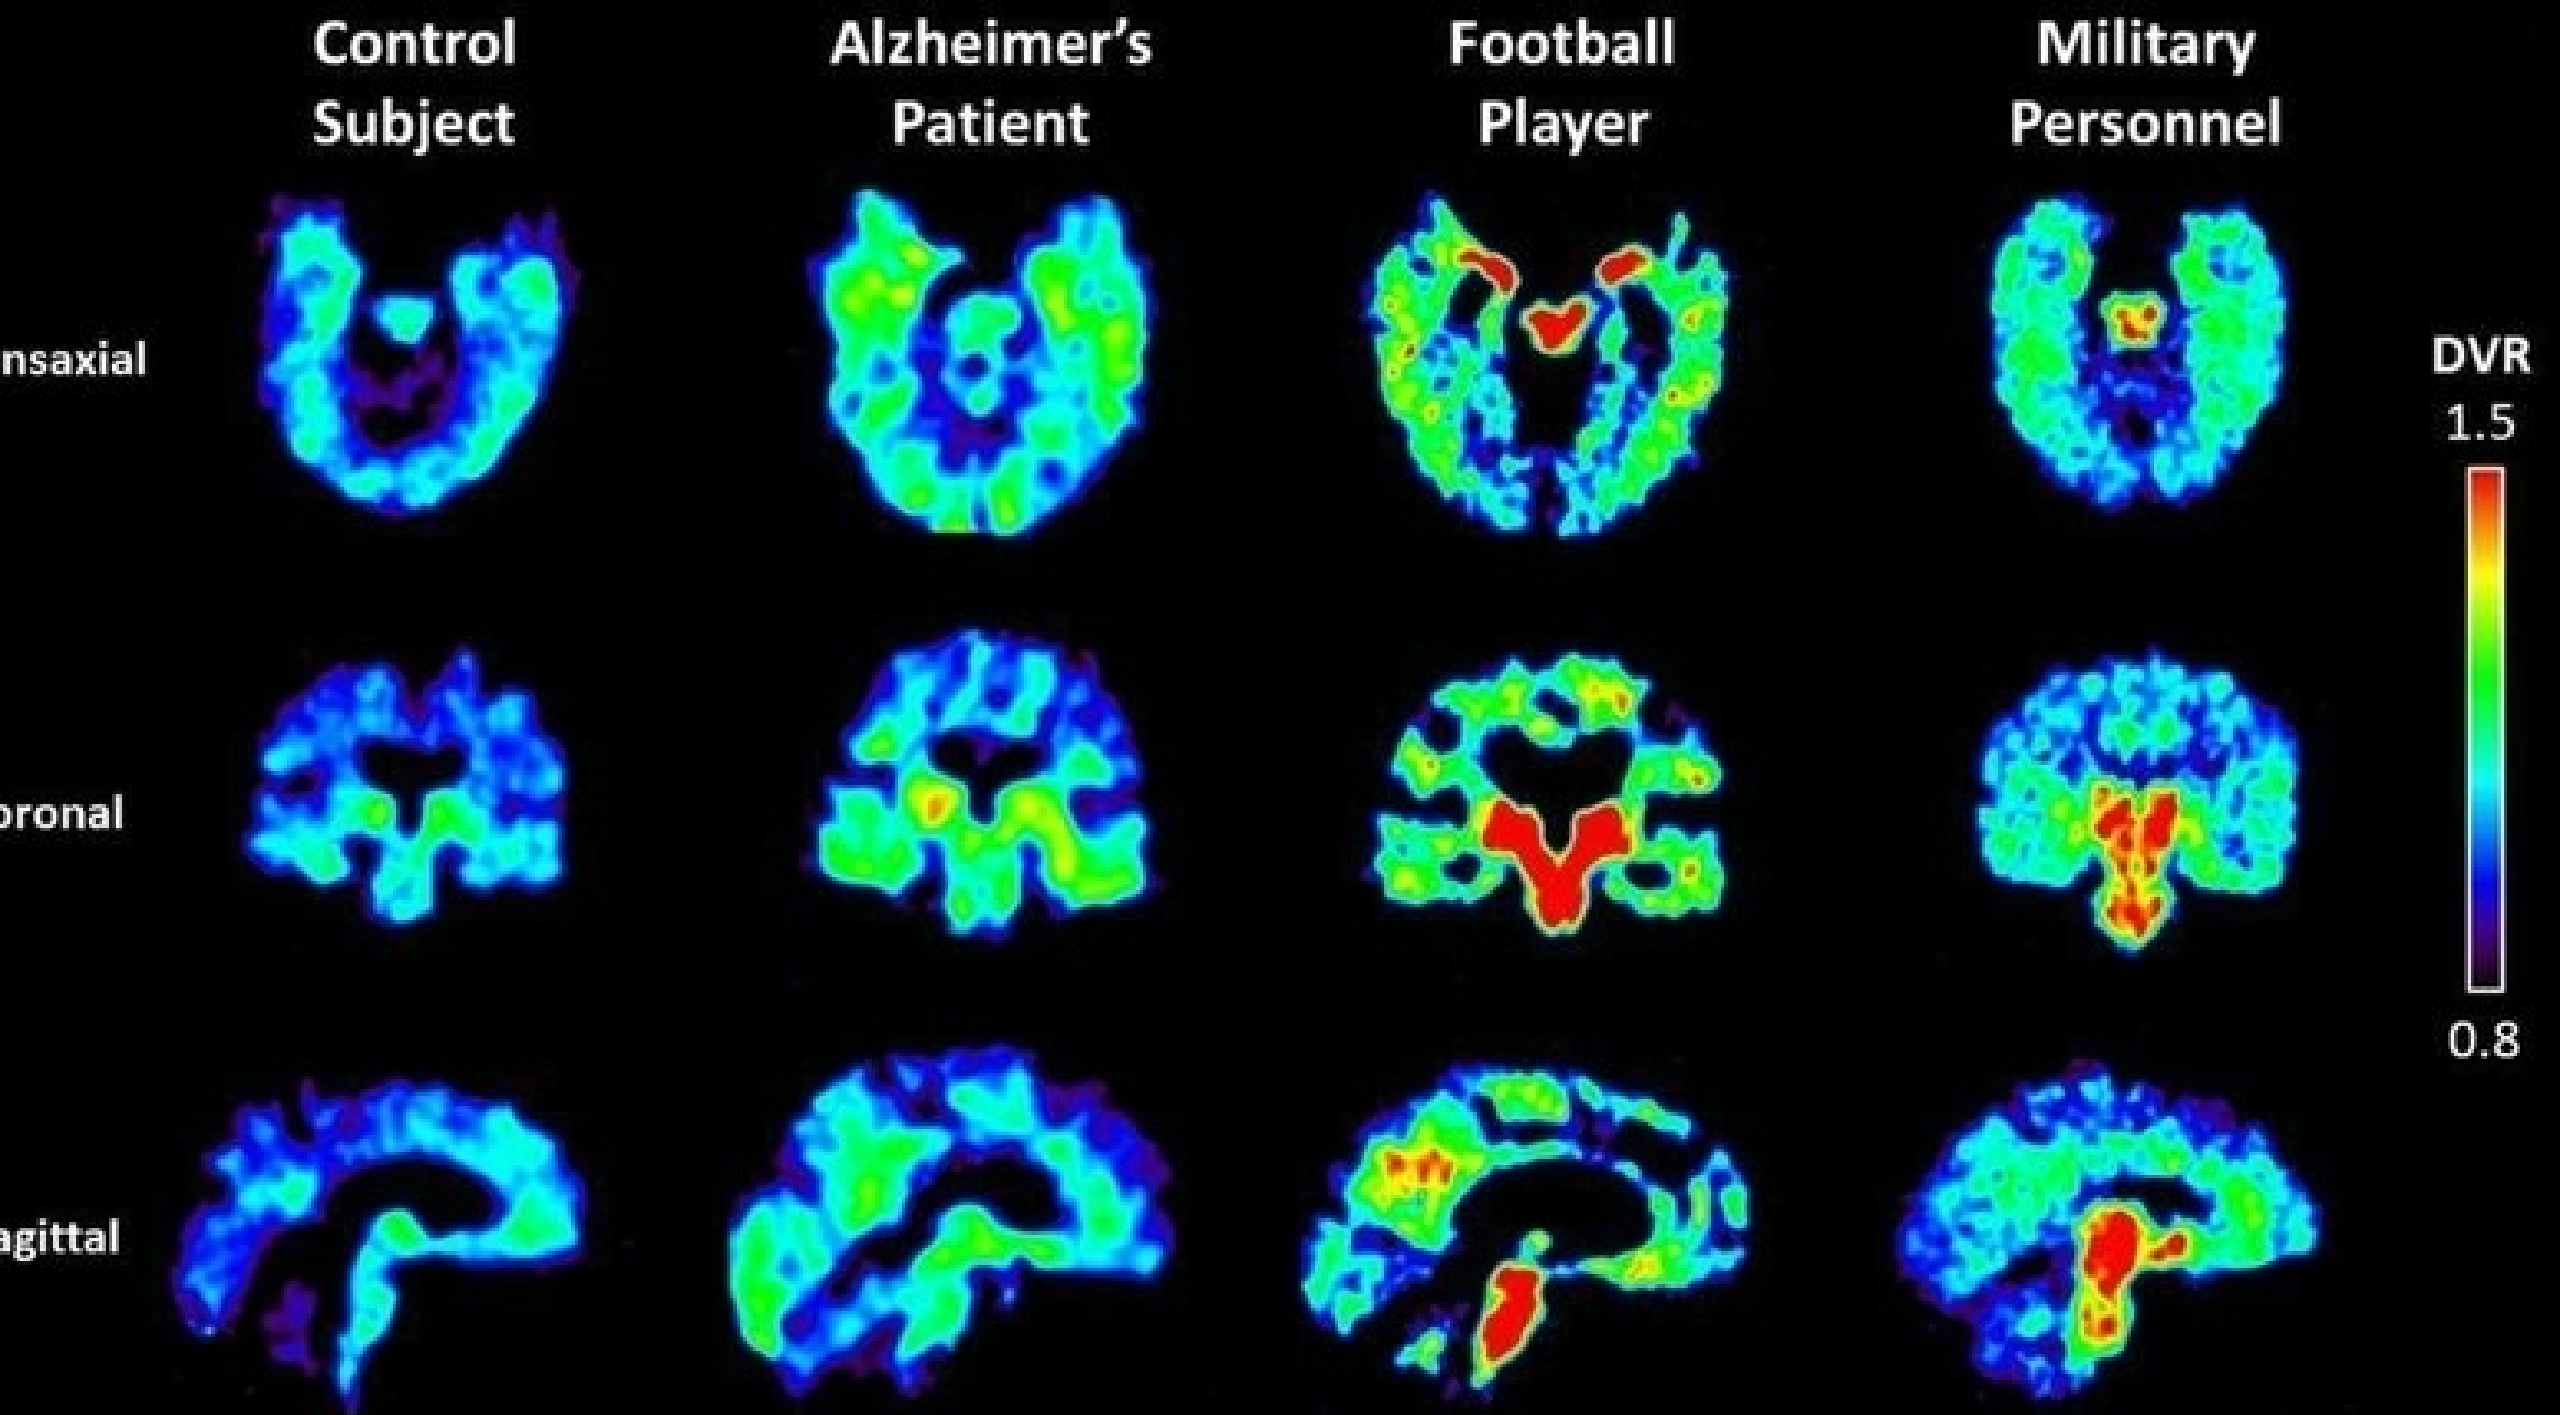 Control
Subject
Alzheimer’s
Patient
Football
Player
Military
Personnel
nsaxial
DVR
1.5
oronal
0.8
agittal